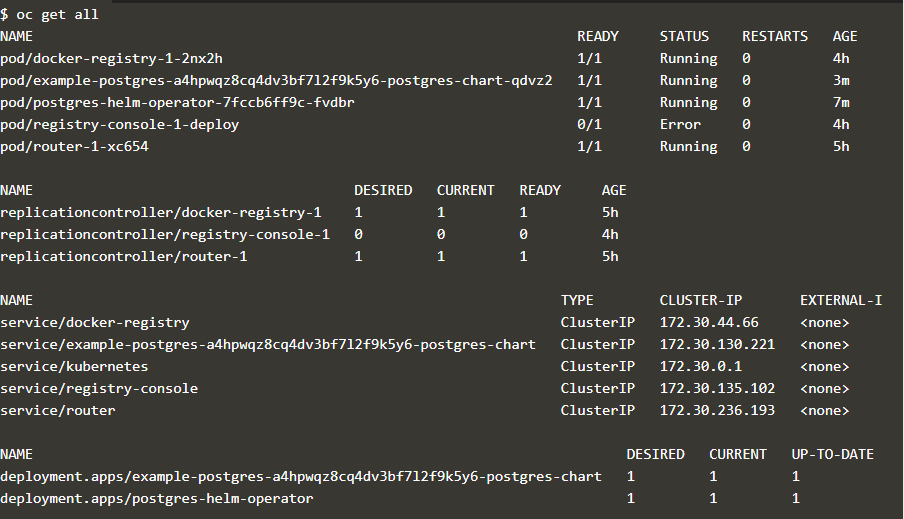 $ oc get all
NAME READY STATUS RESTARTS AGE
pod/docker-registry-1-2nx2h 1/1 Running 0 4h
pod/example-postgres-a4hpwqz8cq4dv3bf7l2f9k5y6-postgres-chart-qdvz2 1/1 Running 0 3m
pod/postgres-helm-operator-7fccb6ff9c-fvdbr 1/1 Running 0 7m
pod/registry-console-1-deploy 0/1 Error 0 4h
pod/router-1-xc654 1/1 Running 0 5h
NAME DESIRED CURRENT READY AGE
replicationcontroller/docker-registry-1 1 1 1 5h
replicationcontroller/registry-console-1 0 0 0 4h
replicationcontroller/router-1 1 1 1 5h
NAME TYPE CLUSTER-IP EXTERNAL-I
service/docker-registry ClusterIP 172.30.44.66 <none>
service/example-postgres-a4hpwqz8cq4dv3bf7l2f9k5y6-postgres-chart ClusterIP 172.30.130.221 <none>
service/kubernetes ClusterIP 172.30.0.1 <none>
service/registry-console ClusterIP 172.30.135.102 <none>
service/router ClusterIP 172.30.236.193 <none>
NAME DESIRED CURRENT UP-TO-DATE
deployment.apps/example-postgres-a4hpwqz8cq4dv3bf7l2f9k5y6-postgres-chart 1 1 1
deployment.apps/postgres-helm-operator 1 1 1